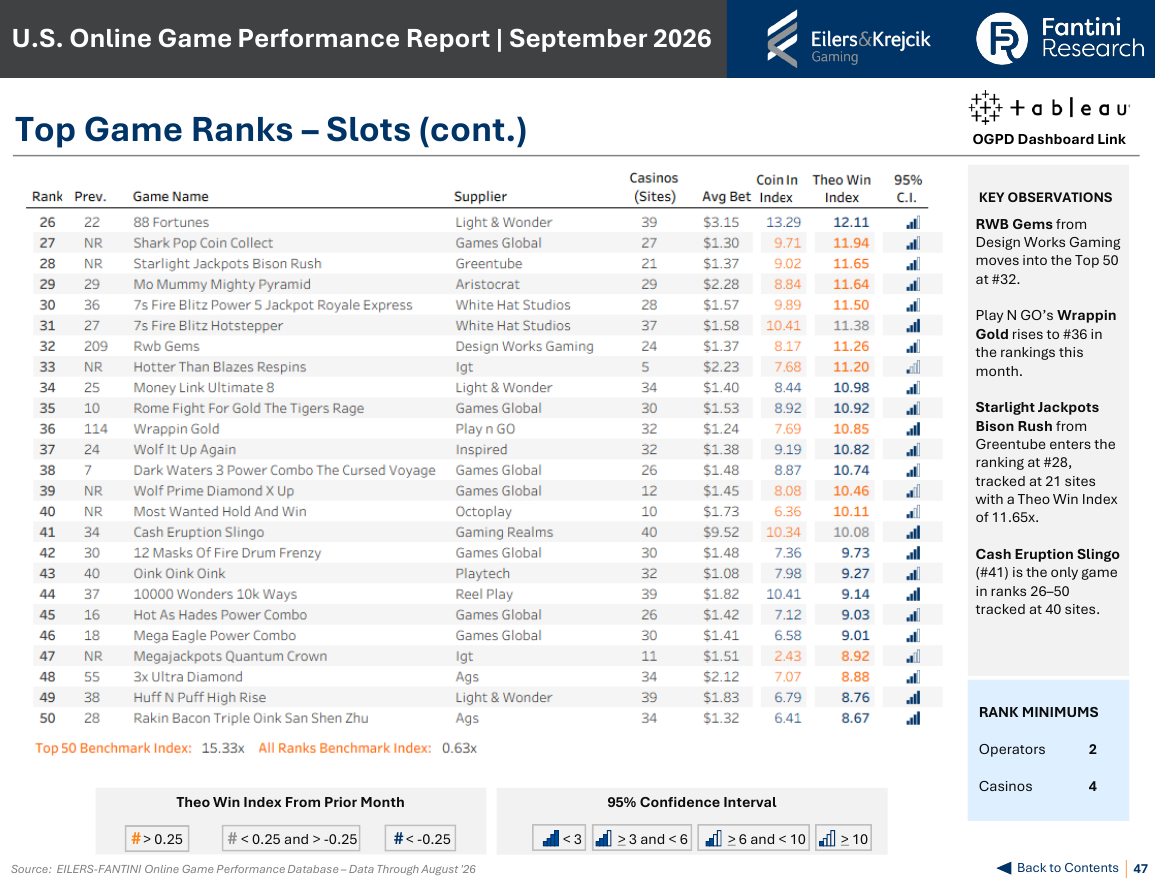 U.S. Online Game Performance Report | September 2026
Eilers&Krejcik
Gaming
Fantini
Research
Top Game Ranks – Slots (cont.)
+ a b | e a u
OGPD Dashboard Link
Rank Prev. Game Name Supplier Casinos (Sites) Avg Bet Coin In Index Theo Win Index 95% C.I.
26 22 88 Fortunes Light & Wonder 39 $3.15 13.29 12.11
27 NR Shark Pop Coin Collect Games Global 27 $1.30 9.71 11.94
28 NR Starlight Jackpots Bison Rush Greentube 21 $1.37 9.02 11.65
29 29 Mo Mummy Mighty Pyramid Aristocrat 29 $2.28 8.84 11.64
30 36 7s Fire Blitz Power 5 Jackpot Royale Express White Hat Studios 28 $1.57 9.89 11.50
31 27 7s Fire Blitz Hotstepper White Hat Studios 37 $1.58 10.41 11.38
32 209 Rwb Gems Design Works Gaming 24 $1.37 8.17 11.26
33 NR Hotter Than Blazes Respins Igt 5 $2.23 7.68 11.20
34 25 Money Link Ultimate 8 Light & Wonder 34 $1.40 8.44 10.98
35 10 Rome Fight For Gold The Tigers Rage Games Global 30 $1.53 8.92 10.92
36 114 Wrappin Gold Play n GO 32 $1.24 7.69 10.85
37 24 Wolf It Up Again Inspired 32 $1.38 9.19 10.82
38 7 Dark Waters 3 Power Combo The Cursed Voyage Games Global 26 $1.48 8.87 10.74
39 NR Wolf Prime Diamond X Up Games Global 12 $1.45 8.08 10.46
40 NR Most Wanted Hold And Win Octoplay 10 $1.73 6.36 10.11
41 34 Cash Eruption Slingo Gaming Realms 40 $9.52 10.34 10.08
42 30 12 Masks Of Fire Drum Frenzy Games Global 30 $1.48 7.36 9.73
43 40 Oink Oink Oink Playtech 32 $1.08 7.98 9.27
44 37 10000 Wonders 10k Ways Reel Play 39 $1.82 10.41 9.14
45 16 Hot As Hades Power Combo Games Global 26 $1.42 7.12 9.03
46 18 Mega Eagle Power Combo Games Global 30 $1.41 6.58 9.01
47 NR Megajackpots Quantum Crown Igt 11 $1.51 2.43 8.92
48 55 3x Ultra Diamond Ags 34 $2.12 7.07 8.88
49 38 Huff N Puff High Rise Light & Wonder 39 $1.83 6.79 8.76
50 28 Rakin Bacon Triple Oink San Shen Zhu Ags 34 $1.32 6.41 8.67
Top 50 Benchmark Index: 15.33x All Ranks Benchmark Index: 0.63x
KEY OBSERVATIONS
RWB Gems from
Design Works Gaming
moves into the Top 50
at #32.
Play N GO's Wrappin
Gold rises to #36 in
the rankings this
month.
Starlight Jackpots
Bison Rush from
Greentube enters the
ranking at #28,
tracked at 21 sites
with a Theo Win Index
of 11.65x.
Cash Eruption Slingo
(#41) is the only game
in ranks 26–50
tracked at 40 sites.
RANK MINIMUMS
Operators 2
Casinos 4
Theo Win Index From Prior Month
# > 0.25 # < 0.25 and > -0.25 # < -0.25
95% Confidence Interval
< 3 ≥ 3 and < 6 ≥ 6 and < 10 ≥ 10
Source: EILERS-FANTINI Online Game Performance Database – Data Through August '26
Back to Contents | 47